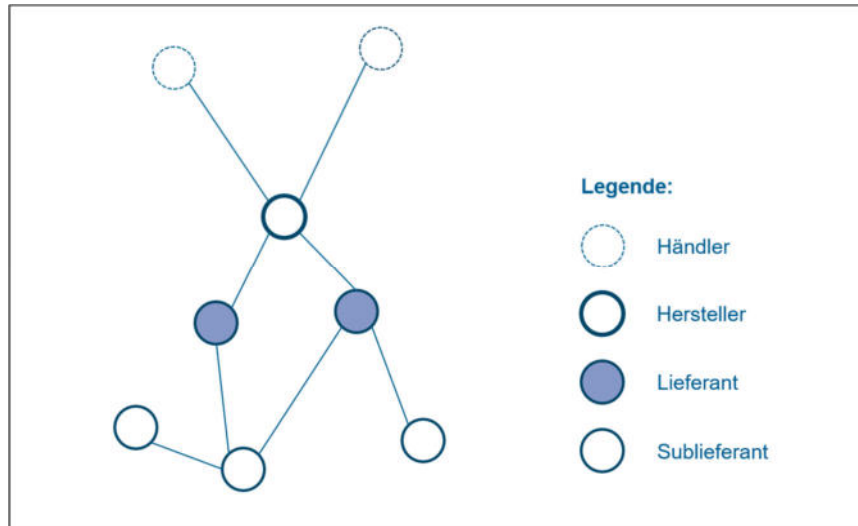 Legende:
Händler
Hersteller
Lieferant
Sublieferant